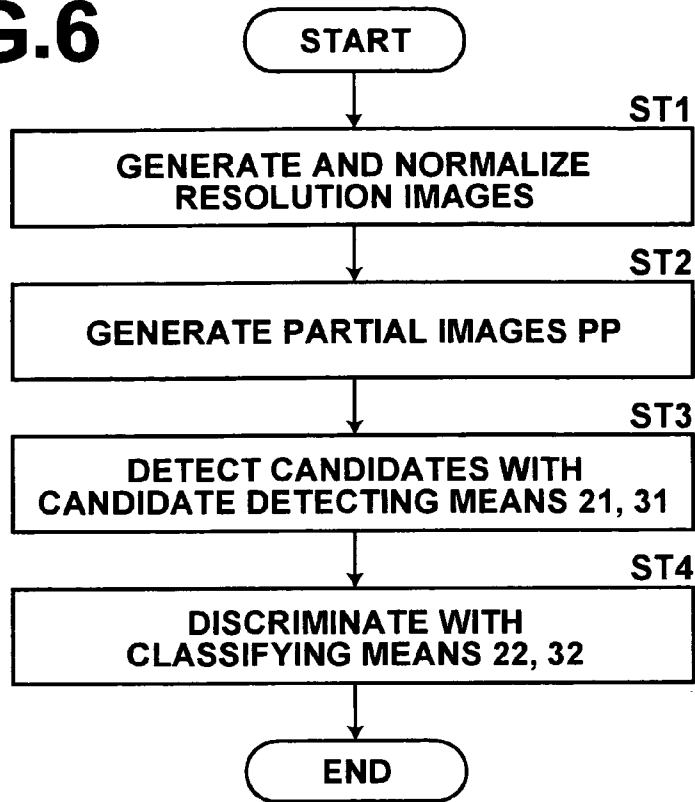 G.6
START
ST1
GENERATE AND NORMALIZE
RESOLUTION IMAGES
ST2
GENERATE PARTIAL IMAGES PP
ST3
DETECT CANDIDATES WITH
CANDIDATE DETECTING MEANS 21, 31
ST4
DISCRIMINATE WITH
CLASSIFYING MEANS 22, 32
END